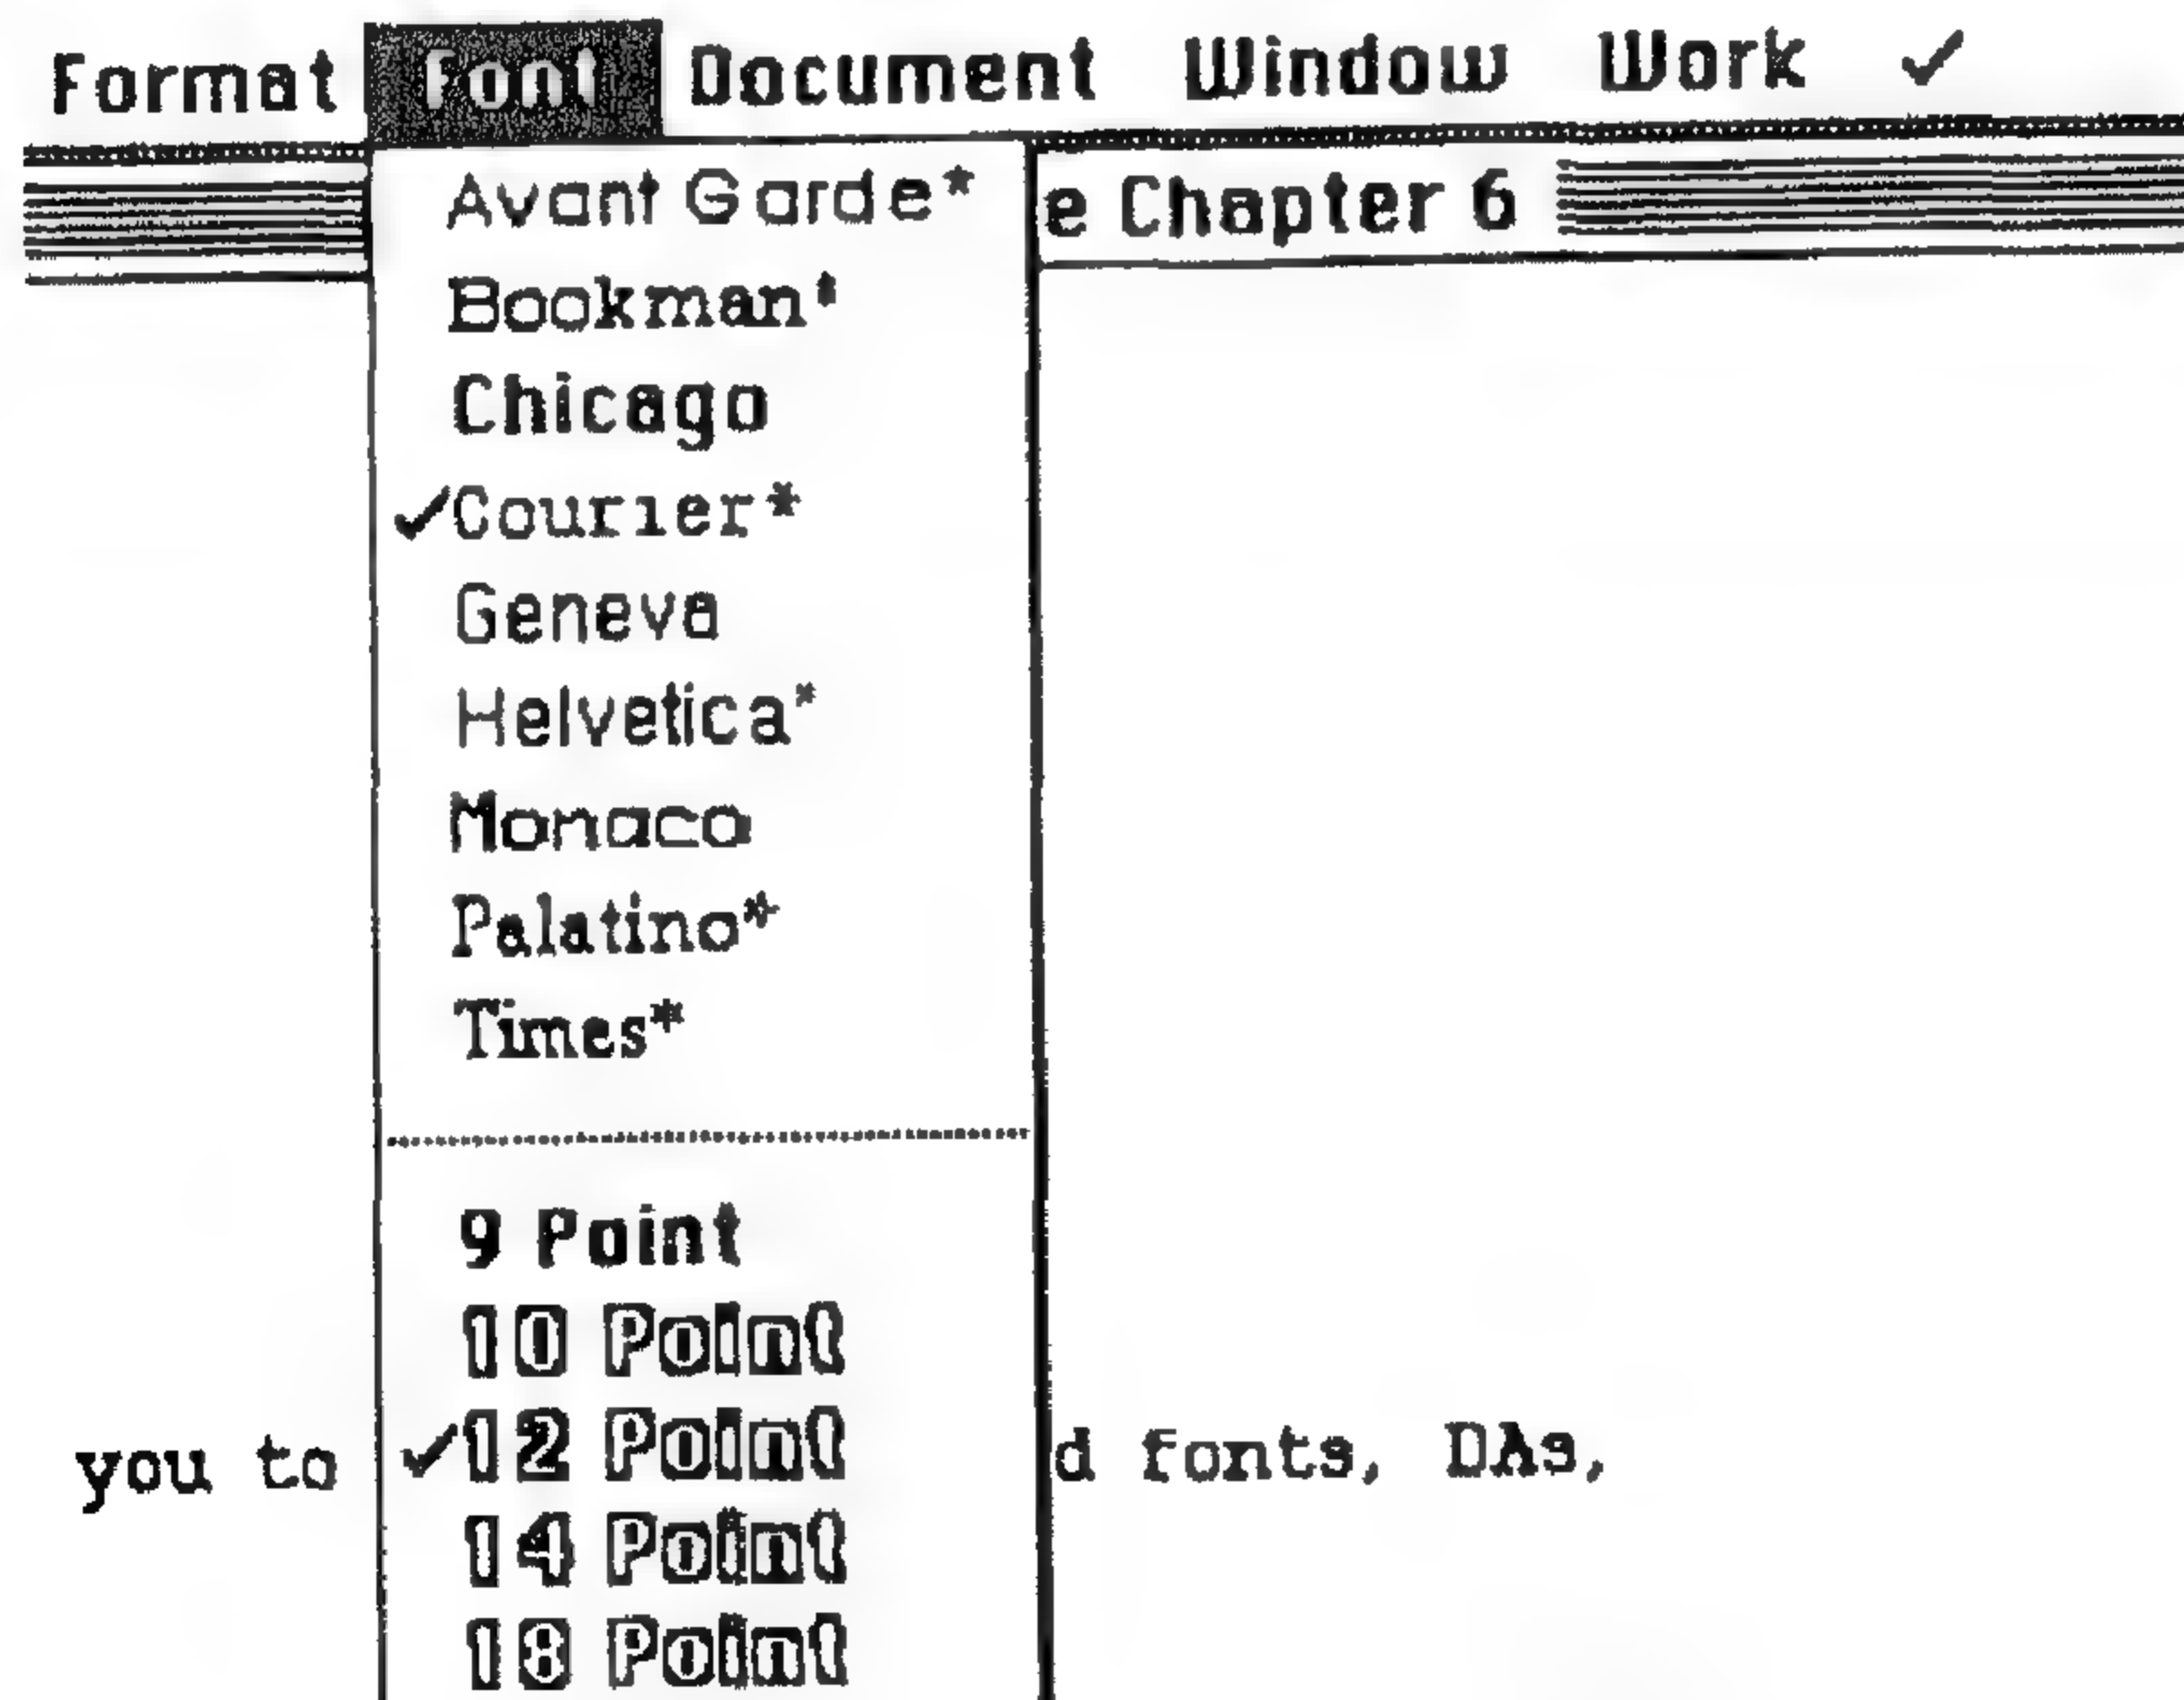 Format Font Document Window Work ✓
e Chapter 6
Avant Garde*
Bookman*
Chicago
✓Courier*
Geneva
Helvetica*
Monaco
Palatino*
Times*
9 Point
10 Point
you to ✓12 Point d fonts, DAs,
14 Point
18 Point